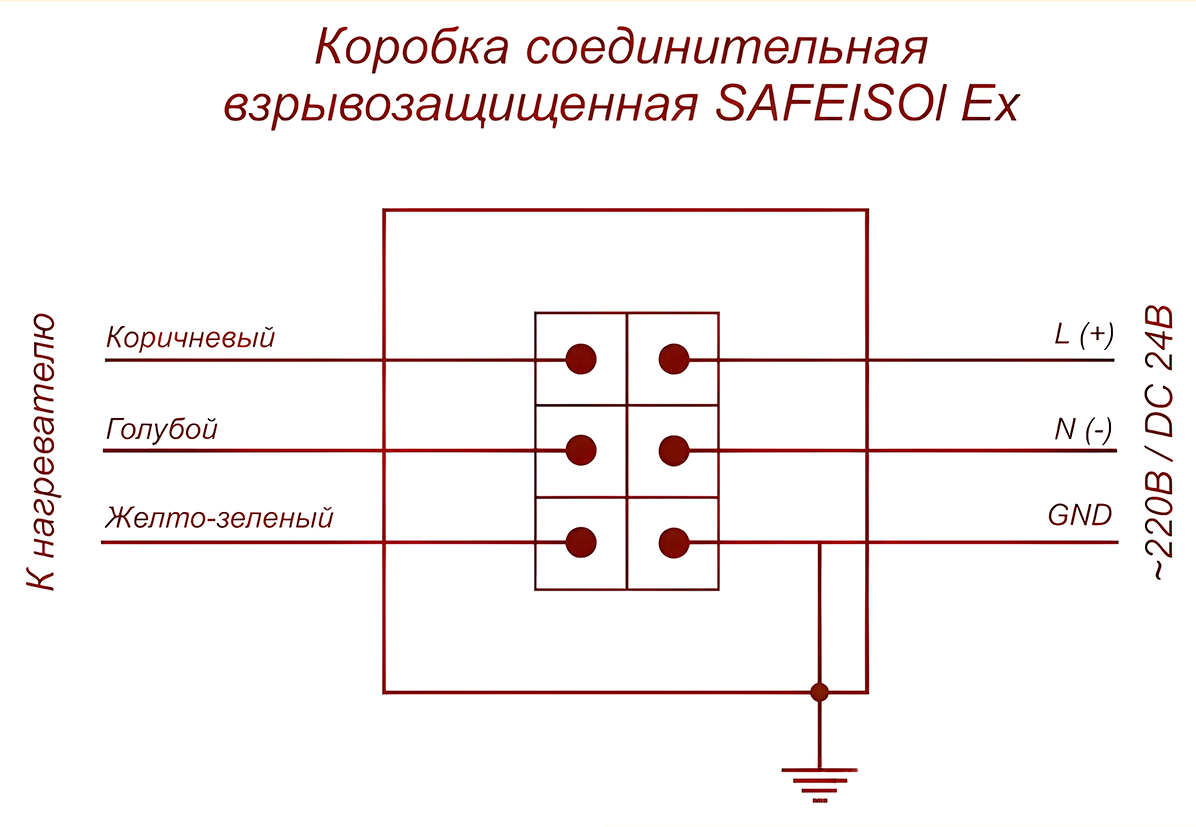 Коробка соединительная
взрывозащищенная SAFEISOl Ex
К нагревателю
Коричневый
Голубой
Желто-зеленый
L (+)
N (-)
GND
~220В / DC 24В